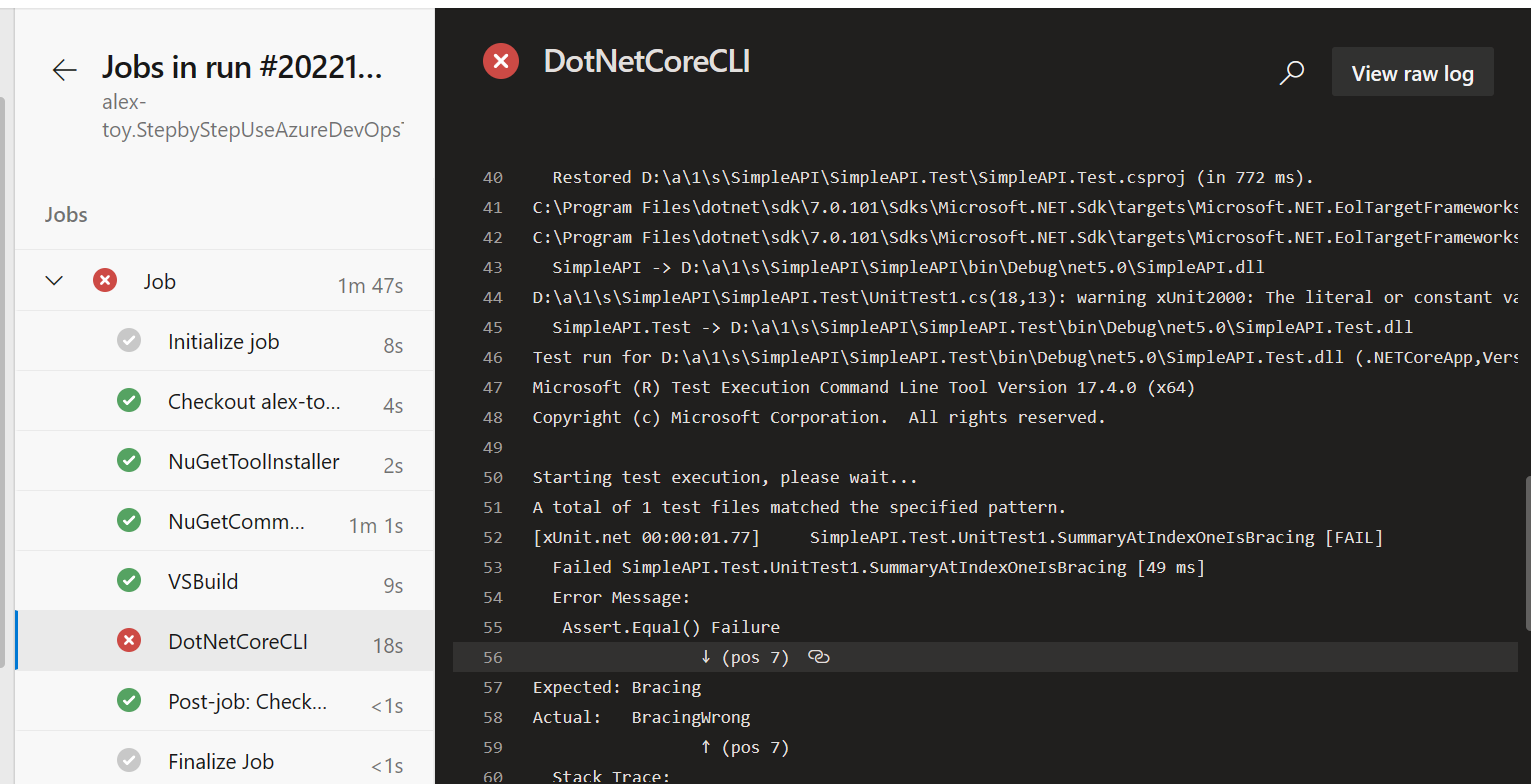 Jobs in run #20221...
alex-
toy.StepbyStepUseAzureDevOps
Jobs
Job 1m 47s
Initialize job 8s
Checkout alex-to... 4s
NuGetToolInstaller 2s
NuGetComm... 1m 1s
VSBuild 9s
DotNetCoreCLI 18s
Post-job: Check... <1s
Finalize Job <1s
DotNetCoreCLI
View raw log
40 Restored D:\a\1\s\SimpleAPI\SimpleAPI.Test\SimpleAPI.Test.csproj (in 772 ms).
41 C:\Program Files\dotnet\sdk\7.0.101\Sdks\Microsoft.NET.Sdk\targets\Microsoft.NET.EolTargetFrameworks
42 C:\Program Files\dotnet\sdk\7.0.101\Sdks\Microsoft.NET.Sdk\targets\Microsoft.NET.EolTargetFrameworks
43 SimpleAPI -> D:\a\1\s\SimpleAPI\SimpleAPI\bin\Debug\net5.0\SimpleAPI.dll
44 D:\a\1\s\SimpleAPI\SimpleAPI.Test\UnitTest1.cs(18,13): warning xUnit2000: The literal or constant va
45 SimpleAPI.Test -> D:\a\1\s\SimpleAPI\SimpleAPI.Test\bin\Debug\net5.0\SimpleAPI.Test.dll
46 Test run for D:\a\1\s\SimpleAPI\SimpleAPI.Test\bin\Debug\net5.0\SimpleAPI.Test.dll (.NETCoreApp,Vers
47 Microsoft (R) Test Execution Command Line Tool Version 17.4.0 (x64)
48 Copyright (c) Microsoft Corporation.  All rights reserved.
49
50 Starting test execution, please wait...
51 A total of 1 test files matched the specified pattern.
52 [xUnit.net 00:00:01.77]     SimpleAPI.Test.UnitTest1.SummaryAtIndexOneIsBracing [FAIL]
53 Failed SimpleAPI.Test.UnitTest1.SummaryAtIndexOneIsBracing [49 ms]
54 Error Message:
55 Assert.Equal() Failure
56 ↓ (pos 7)
57 Expected: Bracing
58 Actual:   BracingWrong
59 ↑ (pos 7)
60 Stack Trace: